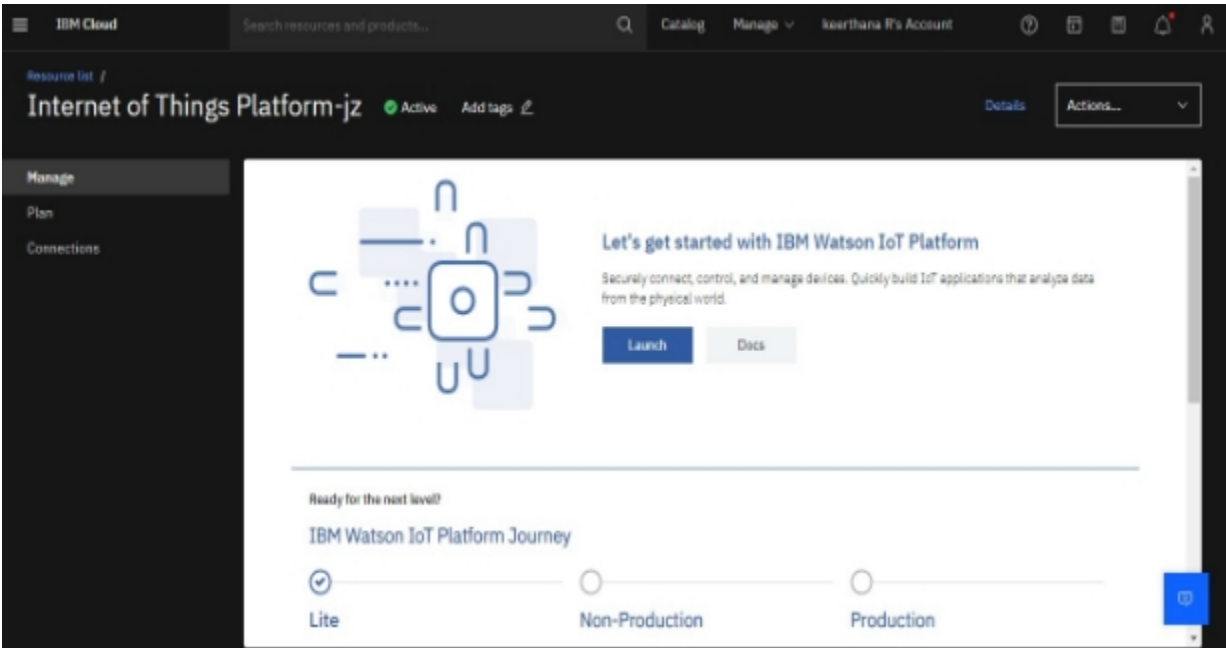 IBM Cloud
Search resources and products...
Catalog
Manage
keerthana R's Account
Resource list /
Internet of Things Platform-jz
Active
Add tags
Details
Actions...
Manage
Plan
Connections
Let's get started with IBM Watson IoT Platform
Securely connect, control, and manage devices. Quickly build IoT applications that analyze data
from the physical world.
Launch
Docs
Ready for the next level?
IBM Watson IoT Platform Journey
Lite
Non-Production
Production